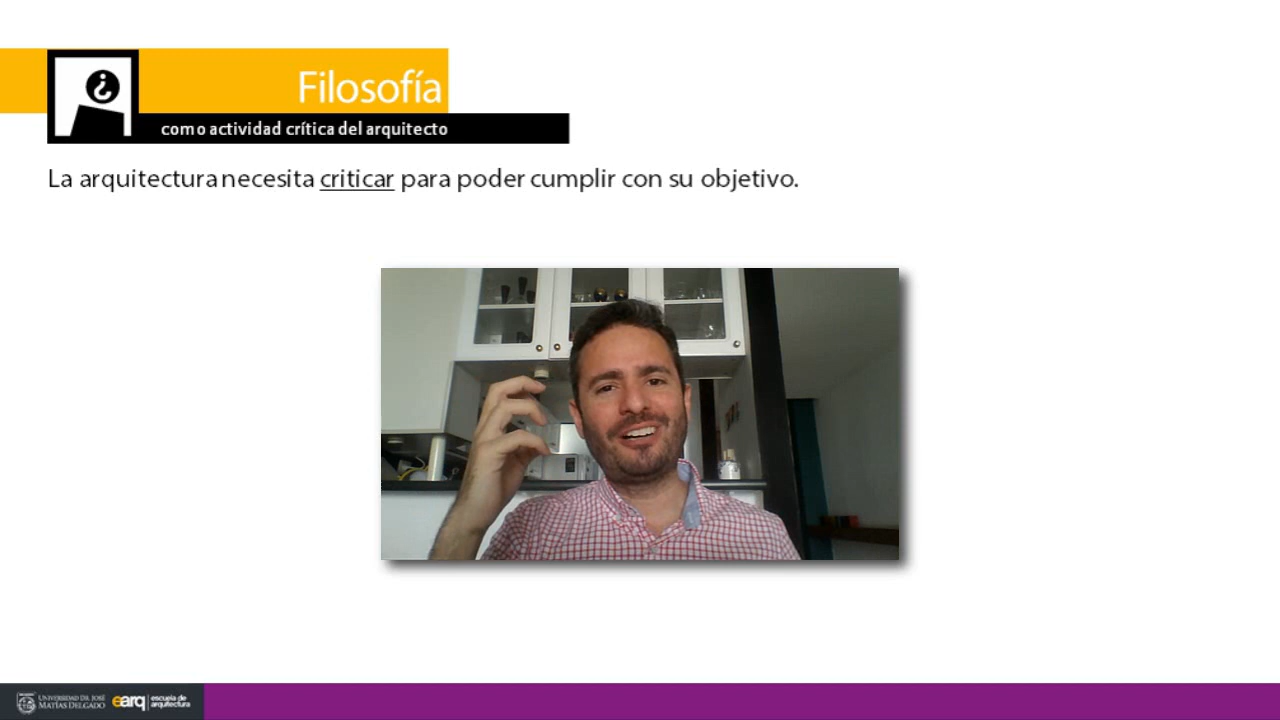 ¿
Filosofía
como actividad crítica del arquitecto
La arquitectura necesita criticar para poder cumplir con su objetivo.
UNIVERSIDAD DR. JOSÉ
MATÍAS DELGADO
earq
escuela de
arquitectura